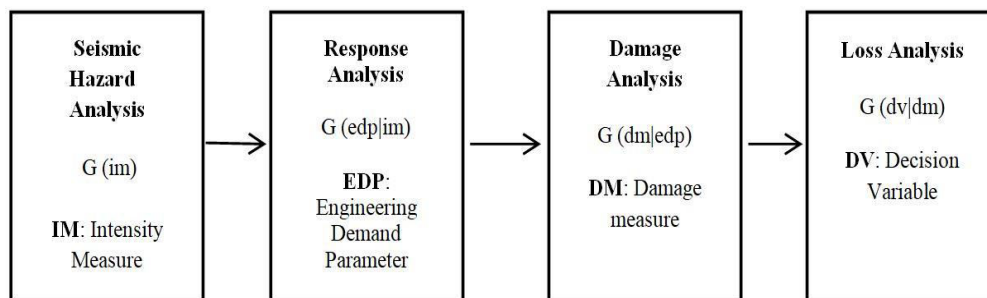 Seismic
Hazard
Analysis
G (im)
IM: Intensity
Measure
Response
Analysis
G (edp|im)
EDP:
Engineering
Demand
Parameter
Damage
Analysis
G (dm|edp)
DM: Damage
measure
Loss Analysis
G (dv|dm)
DV: Decision
Variable